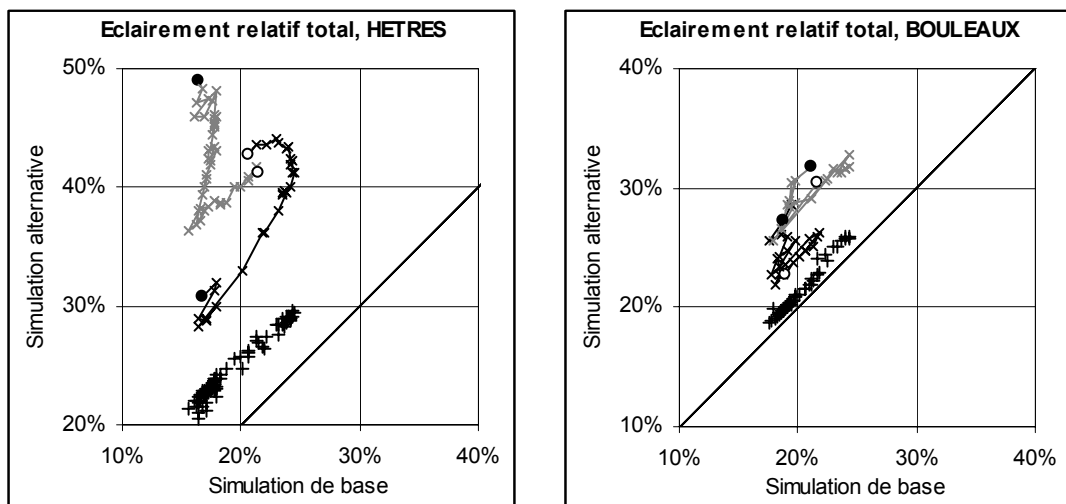 Eclairement relatif total, HETRES
50%
40%
30%
20%
10% 20% 30% 40%
Simulation alternative
Simulation de base
Eclairement relatif total, BOULEAUX
40%
30%
20%
10%
10% 20% 30% 40%
Simulation alternative
Simulation de base